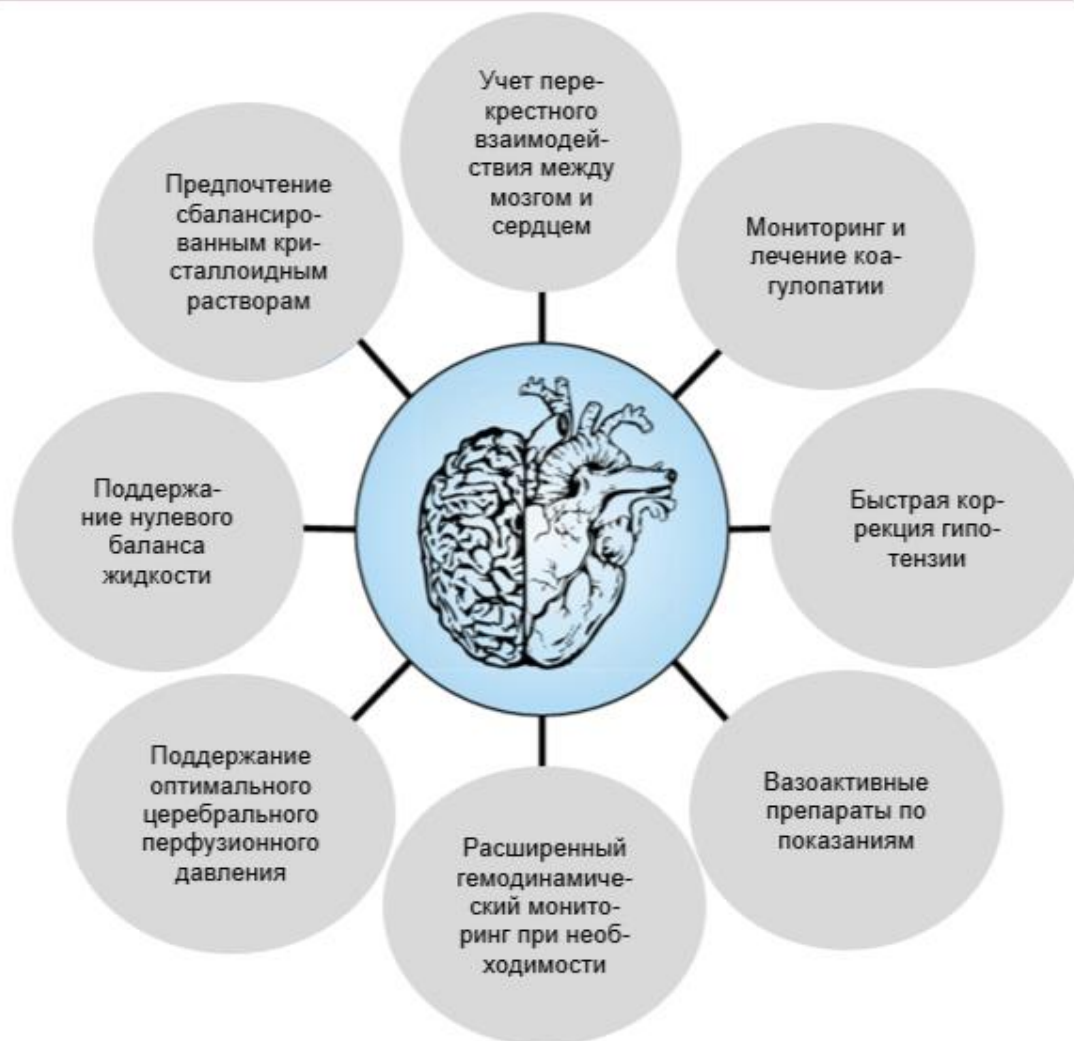 Учет пере-
крестного
взаимодей-
ствия между
мозгом и
сердцем
Мониторинг и
лечение коа-
гулопатии
Быстрая кор-
рекция гипо-
тензии
Вазоактивные
препараты по
показаниям
Расширенный
гемодинамиче-
ский монито-
ринг при необ-
ходимости
Поддержание
оптимального
церебрального
перфузионного
давления
Поддержа-
ние нулевого
баланса
жидкости
Предпочтение
сбалансиро-
ванным кри-
сталлоидным
растворам